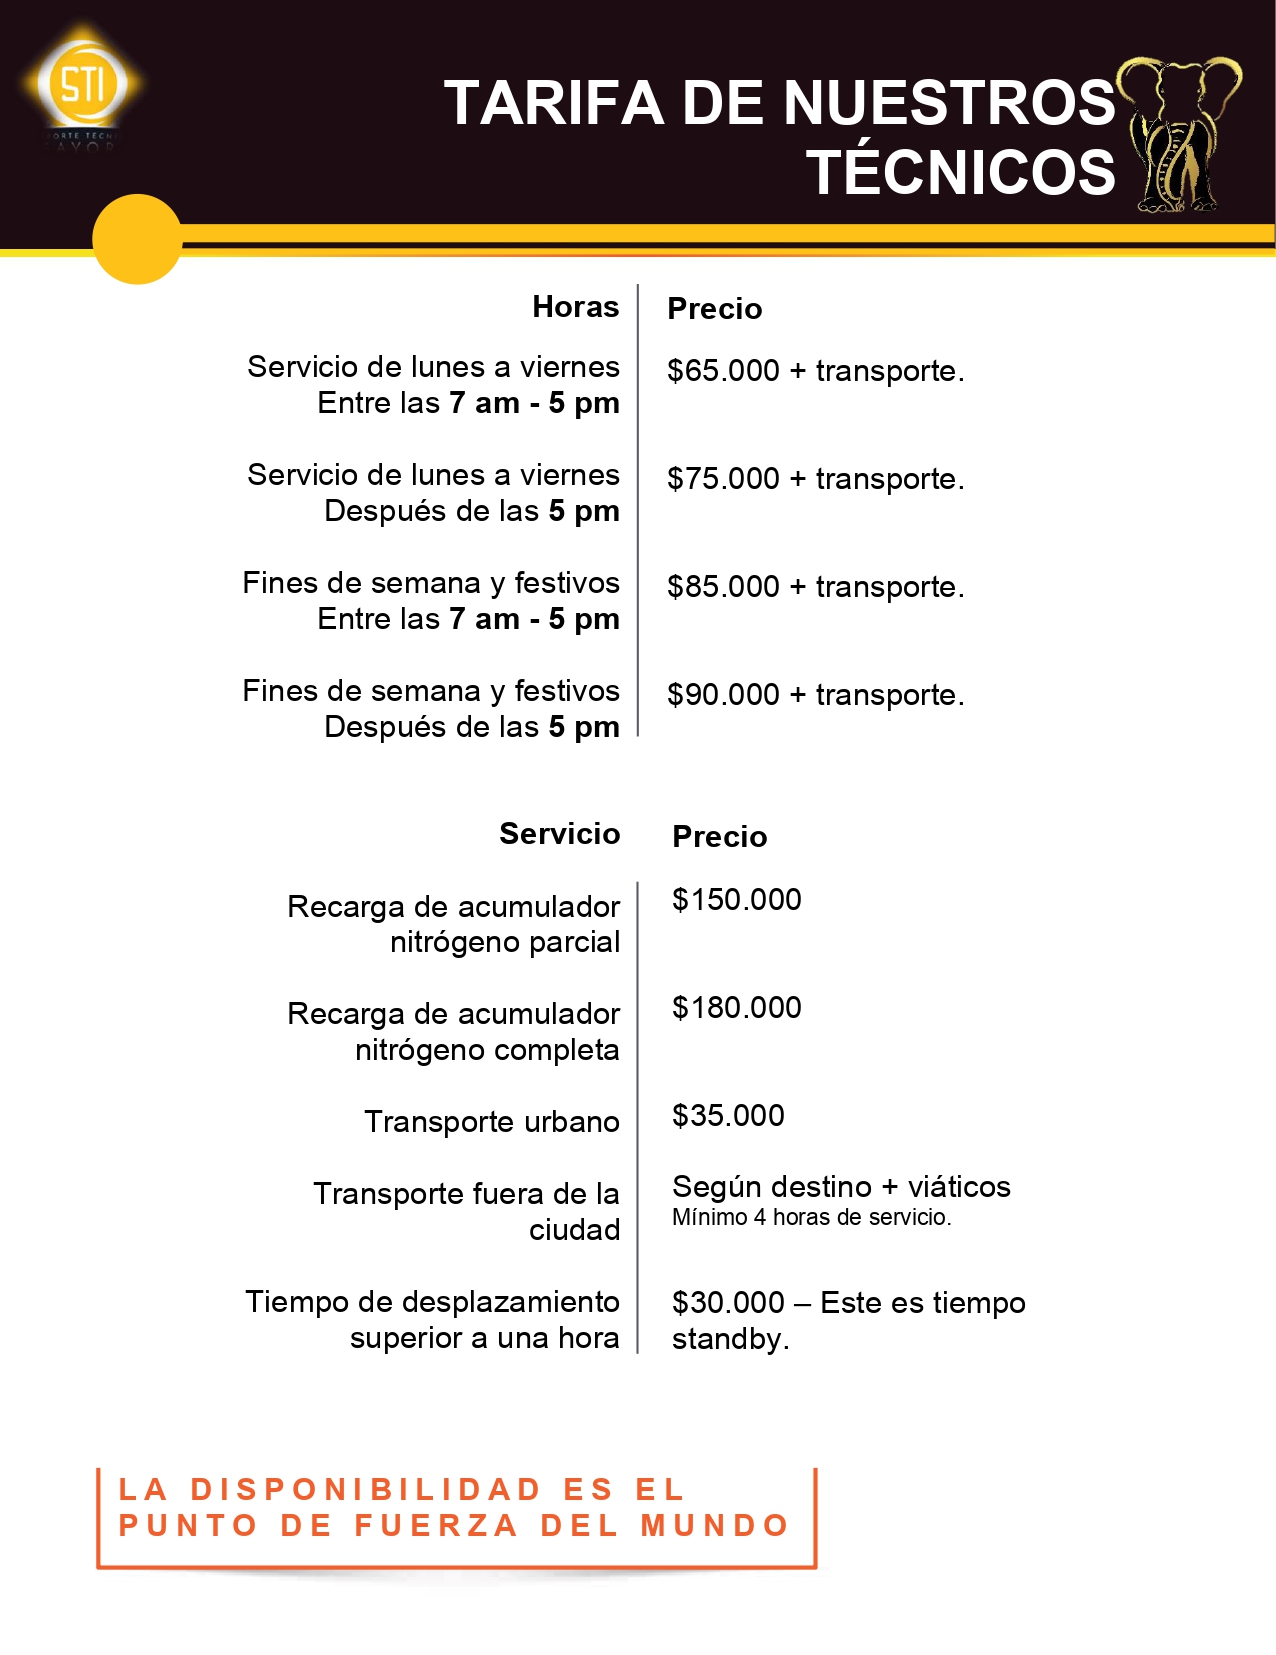 STI
TARIFA DE NUESTROS
TÉCNICOS
Horas
Precio
Servicio de lunes a viernes
Entre las 7 am - 5 pm
$65.000 + transporte.
Servicio de lunes a viernes
Después de las 5 pm
$75.000 + transporte.
Fines de semana y festivos
Entre las 7 am - 5 pm
$85.000 + transporte.
Fines de semana y festivos
Después de las 5 pm
$90.000 + transporte.
Servicio
Precio
Recarga de acumulador
nitrógeno parcial
$150.000
Recarga de acumulador
nitrógeno completa
$180.000
Transporte urbano
$35.000
Transporte fuera de la
ciudad
Según destino + viáticos
Mínimo 4 horas de servicio.
Tiempo de desplazamiento
superior a una hora
$30.000 – Este es tiempo
standby.
LA DISPONIBILIDAD ES EL
PUNTO DE FUERZA DEL MUNDO